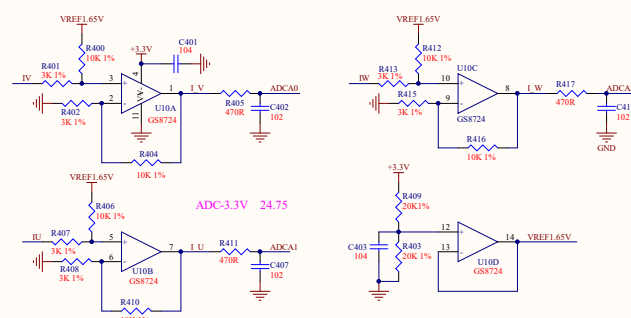 VREF1.65V
R400
10K 1%
+3.3V
C401
104
IV
R401
3K 1%
3
4
1
I_V
ADCA0
2
R402
3K 1%
V+
V-
11
U10A
GS8724
R405
470R
C402
102
R404
10K 1%
VREF1.65V
R412
10K 1%
IW
R413
3K 1%
10
U10C
8
I_W
R417
470R
R415
3K 1%
9
GS8724
C41
102
GND
R416
10K 1%
VREF1.65V
R406
10K 1%
ADC-3.3V 24.75
IU
R407
3K 1%
5
7
I_U
R411
470R
ADCA1
6
R408
3K 1%
U10B
GS8724
C407
102
R410
+3.3V
R409
20K1%
12
14
VREF1.65V
C403
104
R403
20K 1%
13
U10D
GS8724